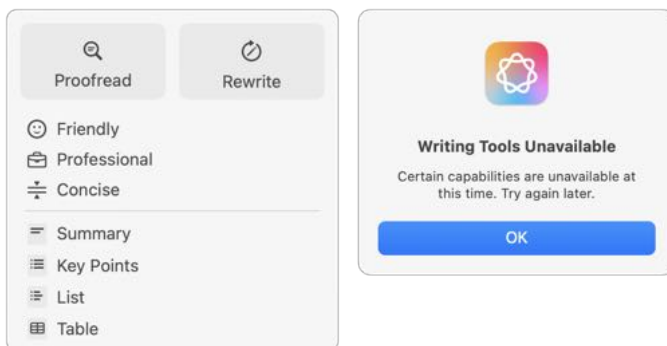 Proofread
Rewrite
Friendly
Professional
Concise
Summary
Key Points
List
Table
Writing Tools Unavailable
Certain capabilities are unavailable at
this time. Try again later.
OK